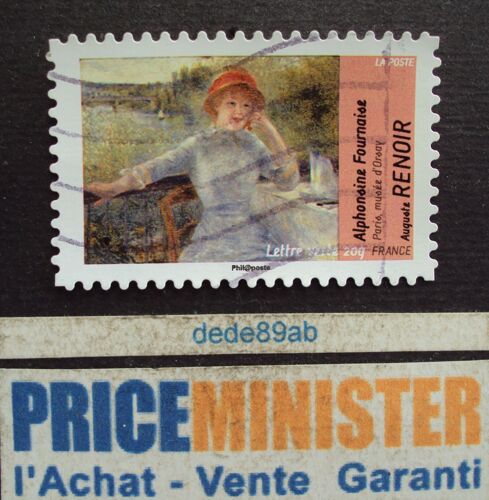 LA POSTE
Alphonsine Fournaise
Paris, musée d'Orsay
Auguste RENOIR
Lettre verte 20g FRANCE
Phil@poste
dede89ab
PRICEMINISTER
l'Achat - Vente Garanti